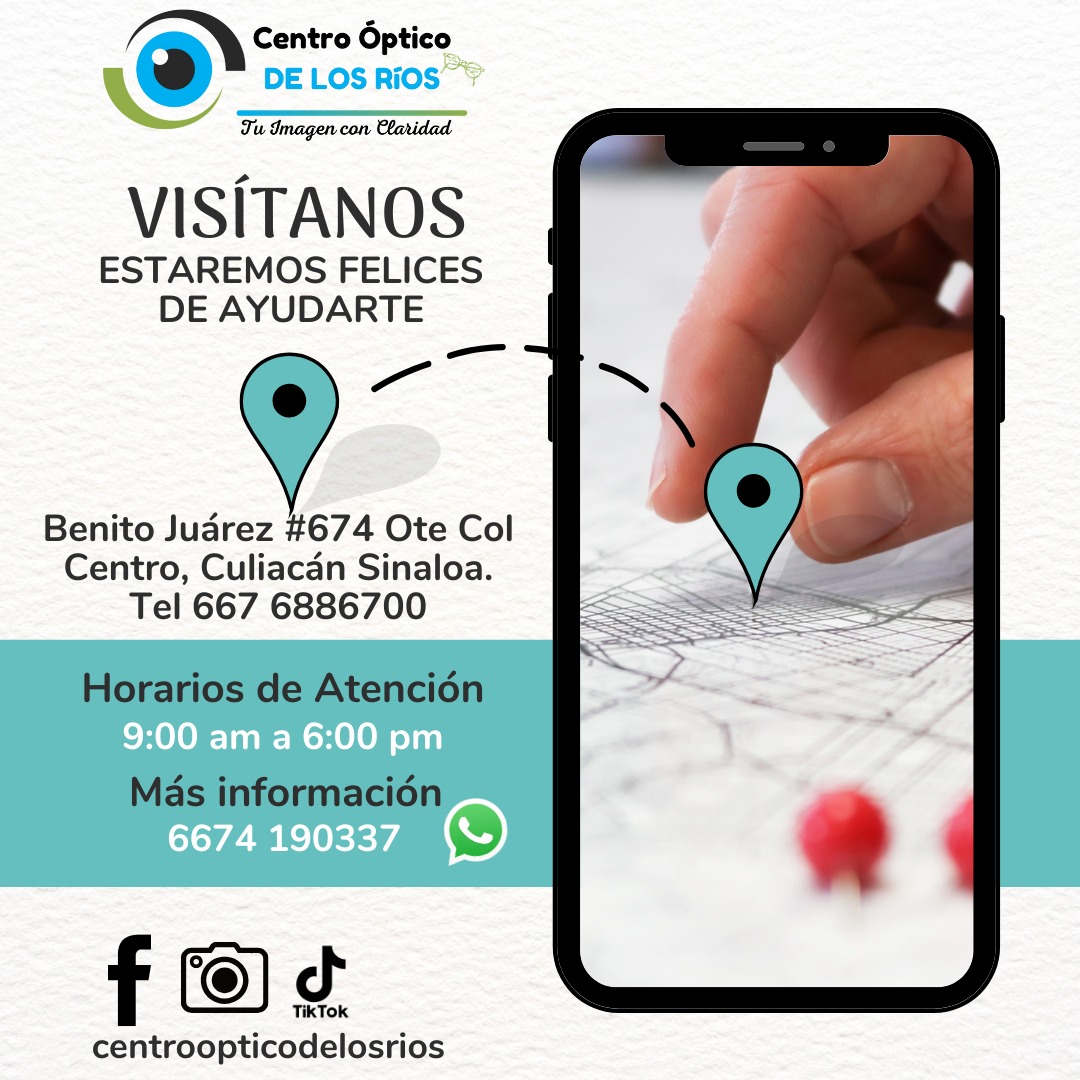 Centro Óptico
DE LOS RíOS
Tu Imagen con Claridad
VISÍTANOS
ESTAREMOS FELICES
DE AYUDARTE
Benito Juárez #674 Ote Col
Centro, Culiacán Sinaloa.
Tel 667 6886700
Horarios de Atención
9:00 am a 6:00 pm
Más información
6674 190337
TikTok
centroopticodelosrios